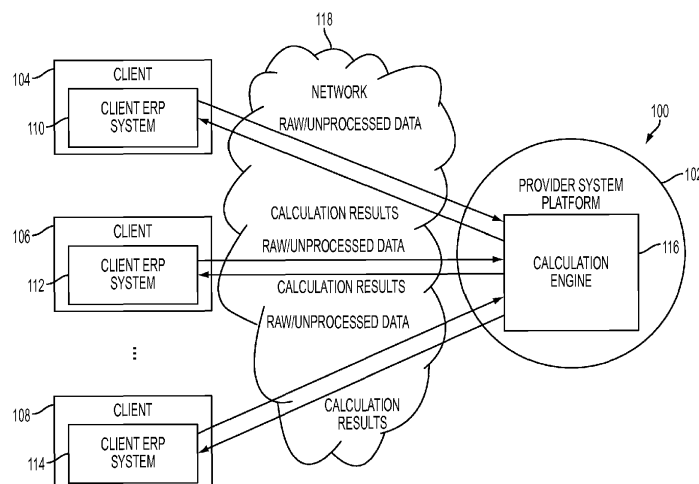 118
104
CLIENT
CLIENT ERP
SYSTEM
110
NETWORK
RAW/UNPROCESSED DATA
100
102
PROVIDER SYSTEM
PLATFORM
CALCULATION
ENGINE
116
CALCULATION RESULTS
RAW/UNPROCESSED DATA
106
CLIENT
CLIENT ERP
SYSTEM
112
CALCULATION RESULTS
RAW/UNPROCESSED DATA
...
108
CLIENT
CLIENT ERP
SYSTEM
114
CALCULATION
RESULTS